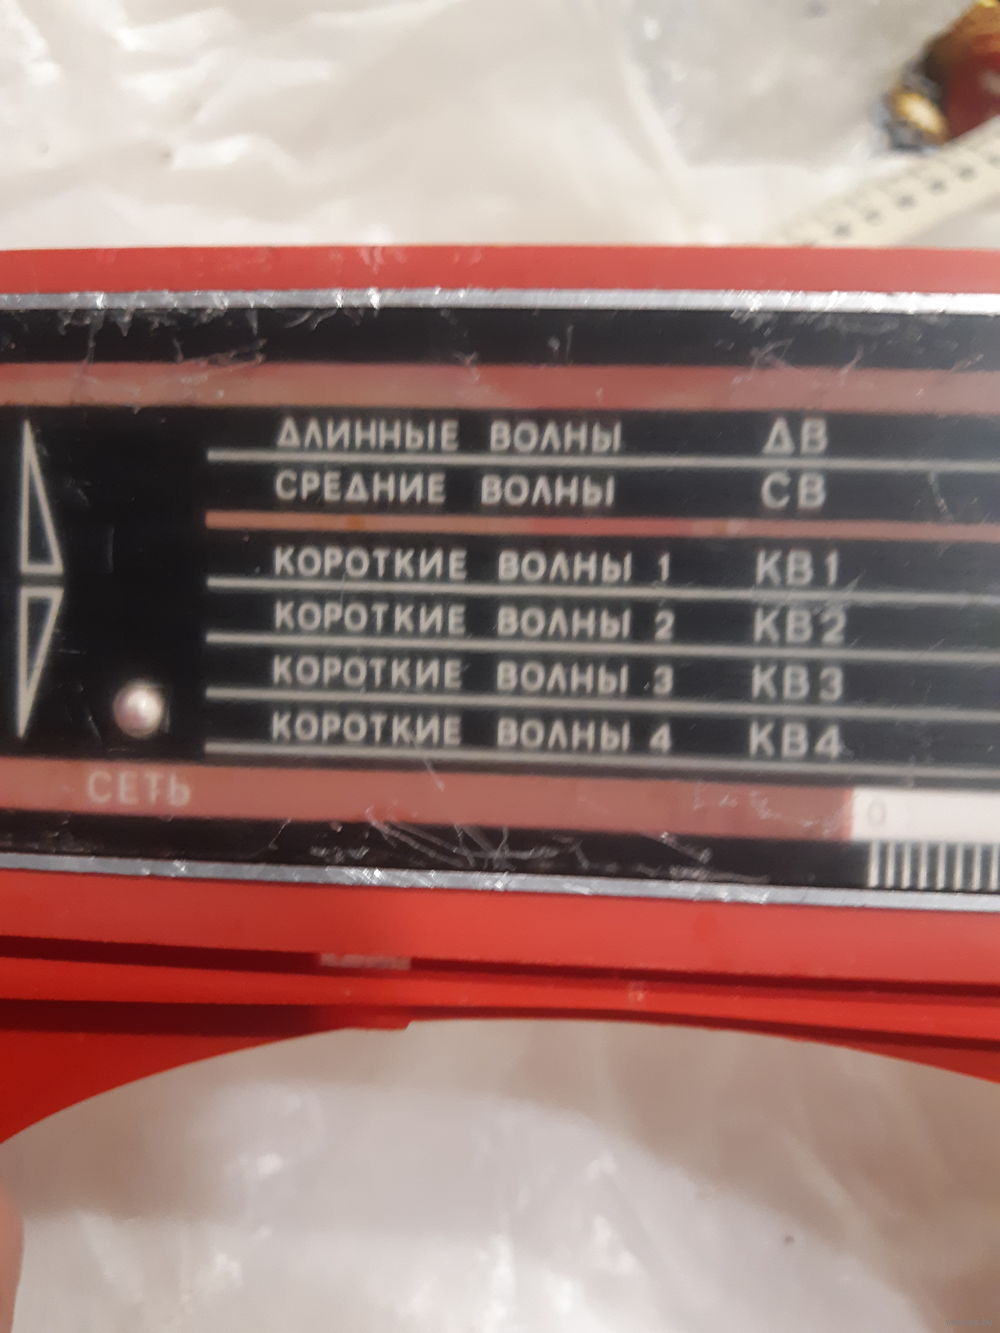 ДЛИННЫЕ ВОЛНЫ ДВ
СРЕДНИЕ ВОЛНЫ СВ
КОРОТКИЕ ВОЛНЫ 1 КВ1
КОРОТКИЕ ВОЛНЫ 2 КВ2
КОРОТКИЕ ВОЛНЫ 3 КВ3
КОРОТКИЕ ВОЛНЫ 4 КВ4
СЕТЬ
0